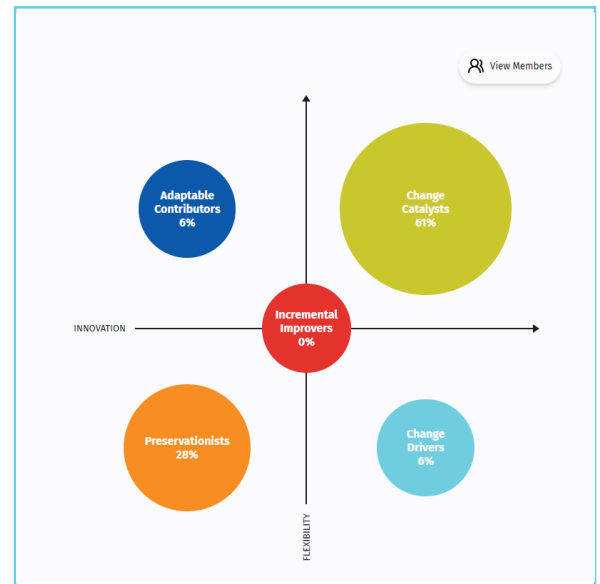 View Members
Adaptable
Contributors
6%
Change
Catalysts
61%
Incremental
Improvers
0%
INNOVATION
Preservationists
28%
Change
Drivers
6%
FLEXIBILITY